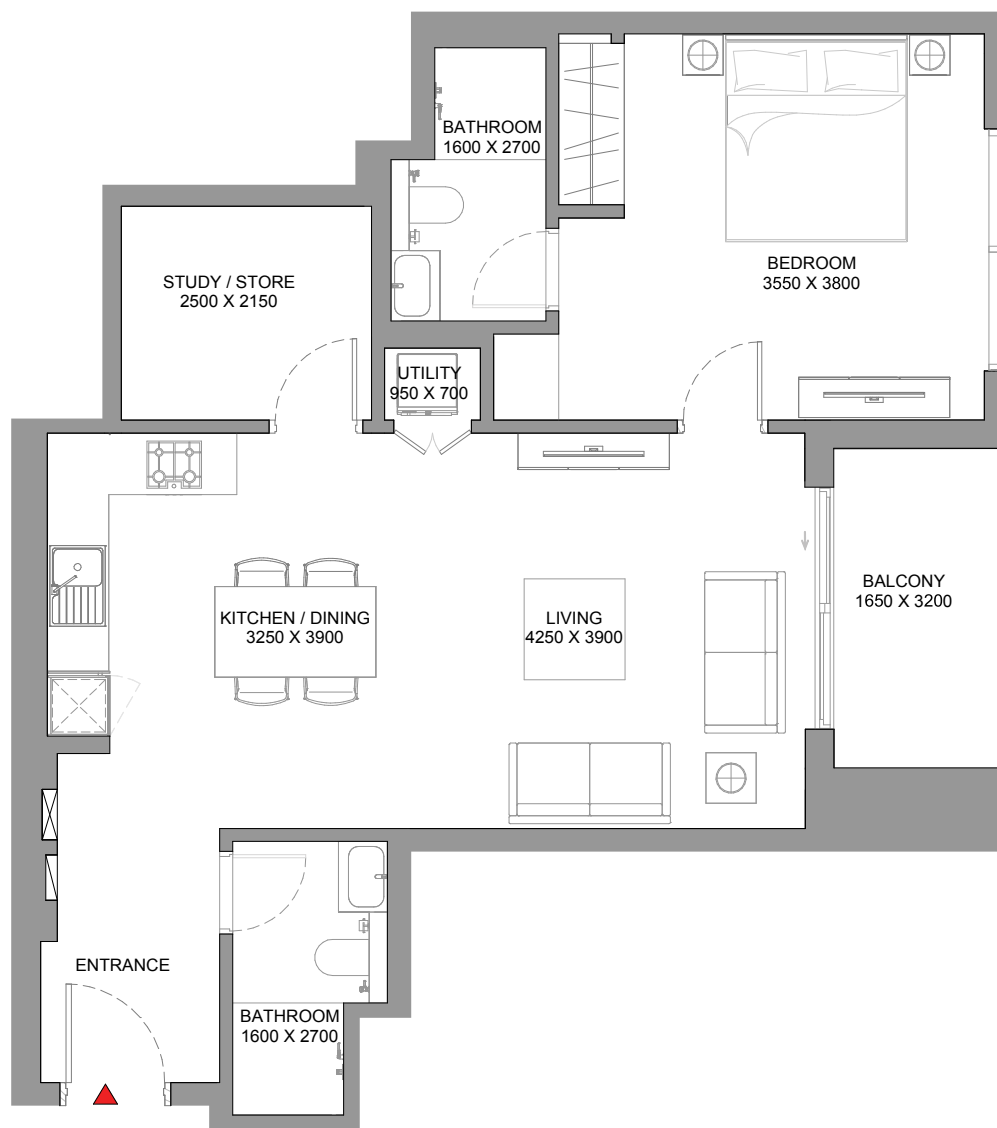 BATHROOM
1600 X 2700
BEDROOM
3550 X 3800
STUDY / STORE
2500 X 2150
UTILITY
950 X 700
KITCHEN / DINING
3250 X 3900
LIVING
4250 X 3900
BALCONY
1650 X 3200
ENTRANCE
BATHROOM
1600 X 2700